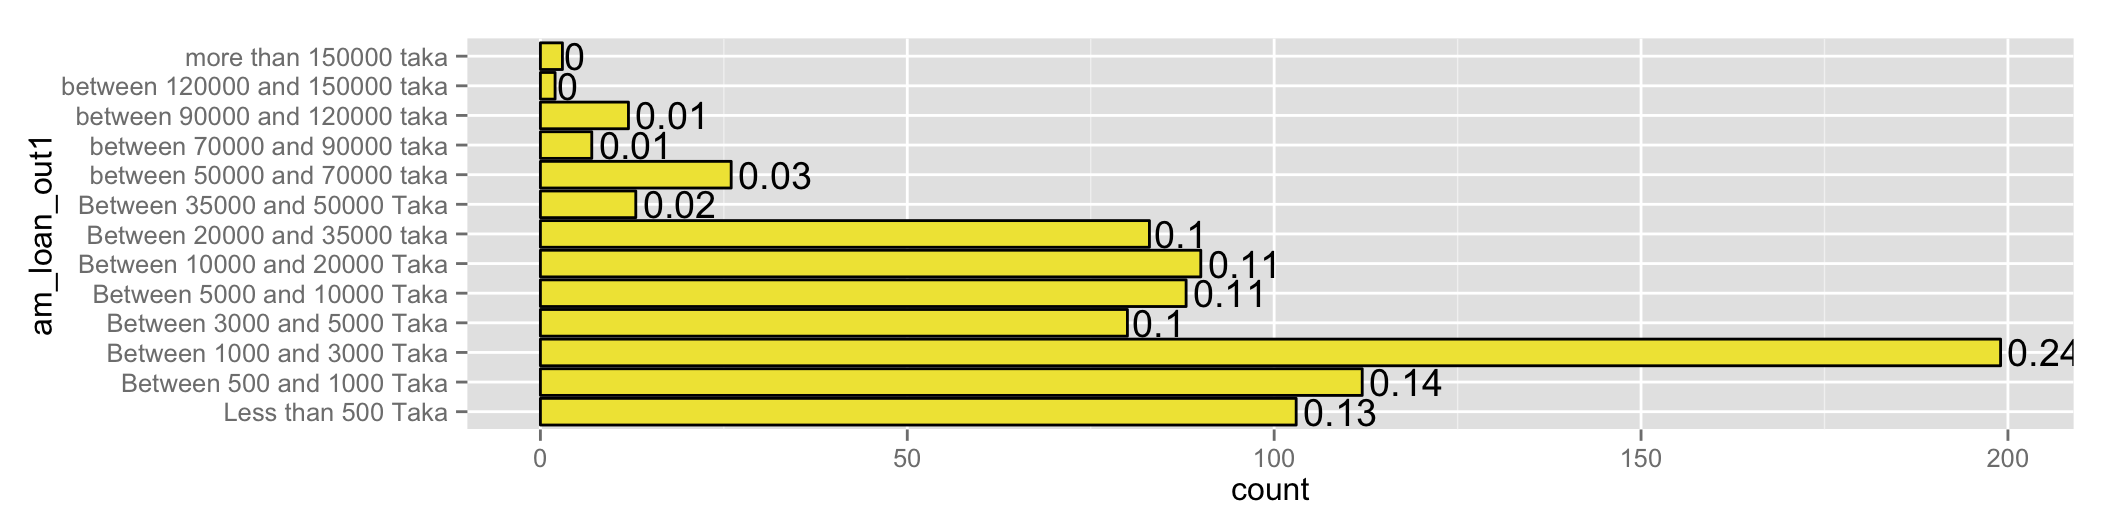 am_loan_out1
more than 150000 taka 0
between 120000 and 150000 taka 0
between 90000 and 120000 taka 0.01
between 70000 and 90000 taka 0.01
between 50000 and 70000 taka 0.03
Between 35000 and 50000 Taka 0.02
Between 20000 and 35000 taka 0.1
Between 10000 and 20000 Taka 0.11
Between 5000 and 10000 Taka 0.11
Between 3000 and 5000 Taka 0.1
Between 1000 and 3000 Taka 0.24
Between 500 and 1000 Taka 0.14
Less than 500 Taka 0.13
0 50 100 150 200
count